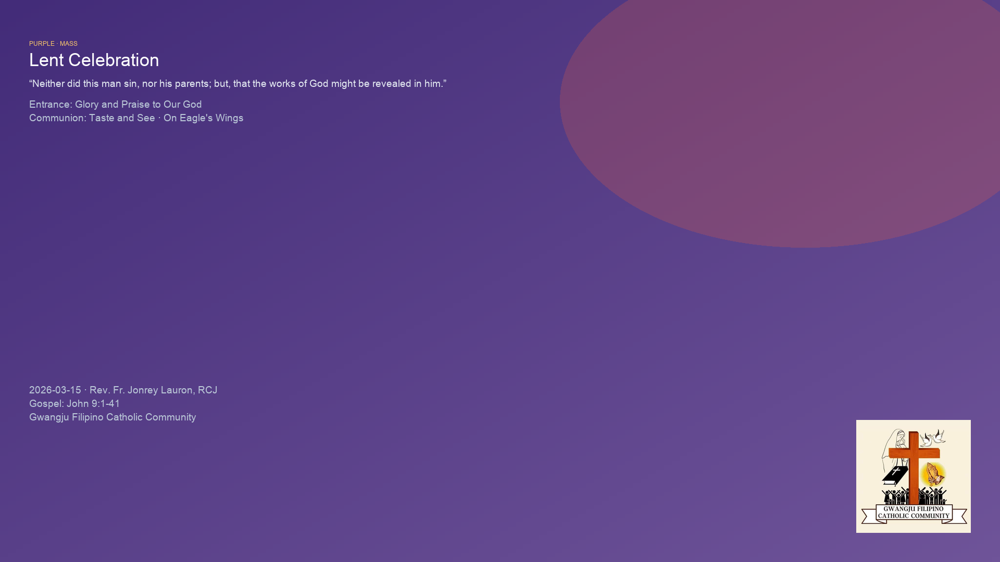 PURPLE · MASS
Lent Celebration
“Neither did this man sin, nor his parents; but, that the works of God might be revealed in him.”
Entrance: Glory and Praise to Our God
Communion: Taste and See · On Eagle's Wings
2026-03-15 · Rev. Fr. Jonrey Lauron, RCJ
Gospel: John 9:1-41
Gwangju Filipino Catholic Community
GWANGJU FILIPINO
CATHOLIC COMMUNITY